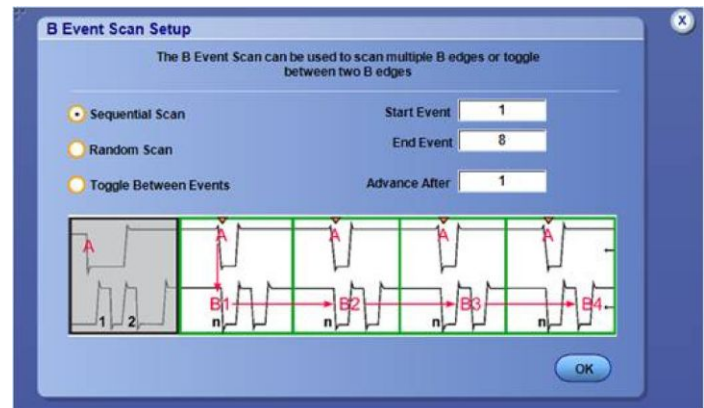 B Event Scan Setup
X
The B Event Scan can be used to scan multiple B edges or toggle
between two B edges
Sequential Scan
Start Event 1
Random Scan
End Event 8
Toggle Between Events
Advance After 1
A A A A A
B1 B2 B3 B4
1 2 n n n n
OK